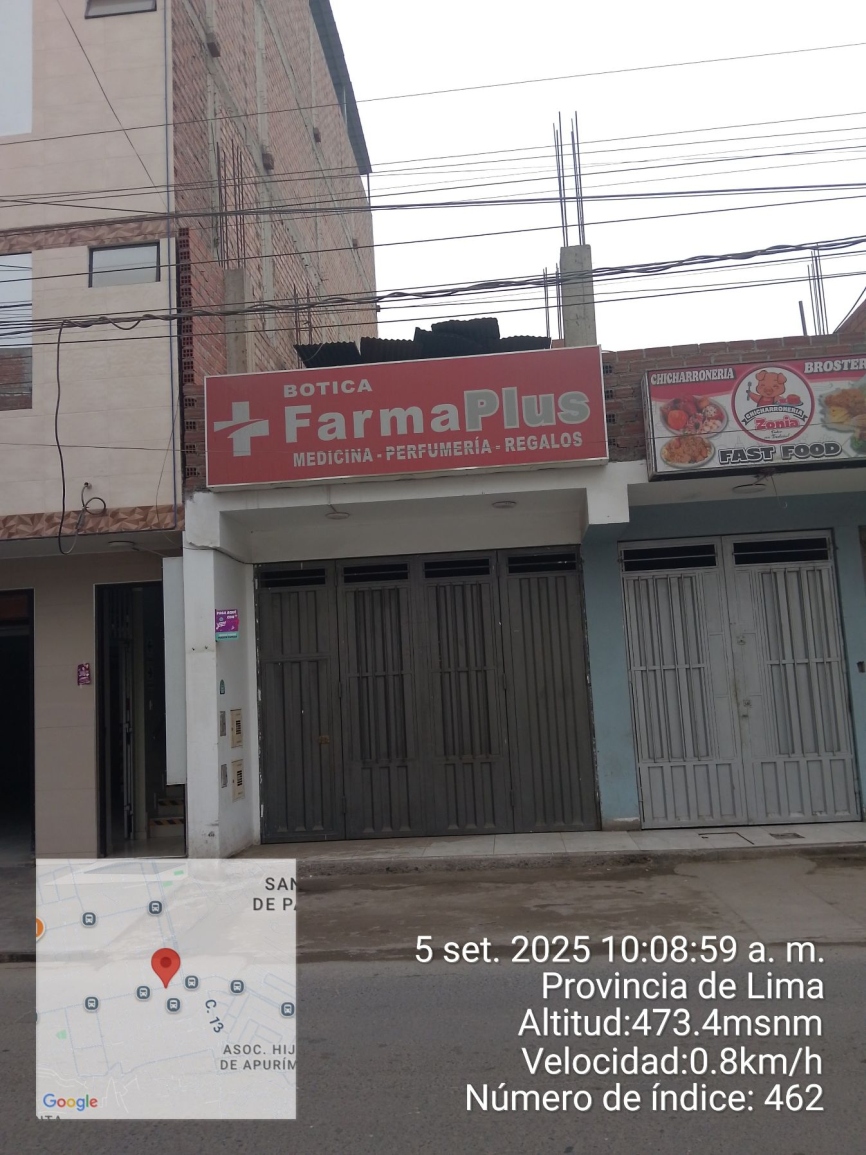 BOTICA
FarmaPlus
MEDICINA - PERFUMERÍA - REGALOS
CHICHARRONERIA
BROSTER
CHICHARRONERIA
Zonia
FAST FOOD
SAN
DE PA
C. 13
ASOC. HIJ
DE APURÍM
Google
5 set. 2025 10:08:59 a. m.
Provincia de Lima
Altitud:473.4msnm
Velocidad:0.8km/h
Número de índice: 462